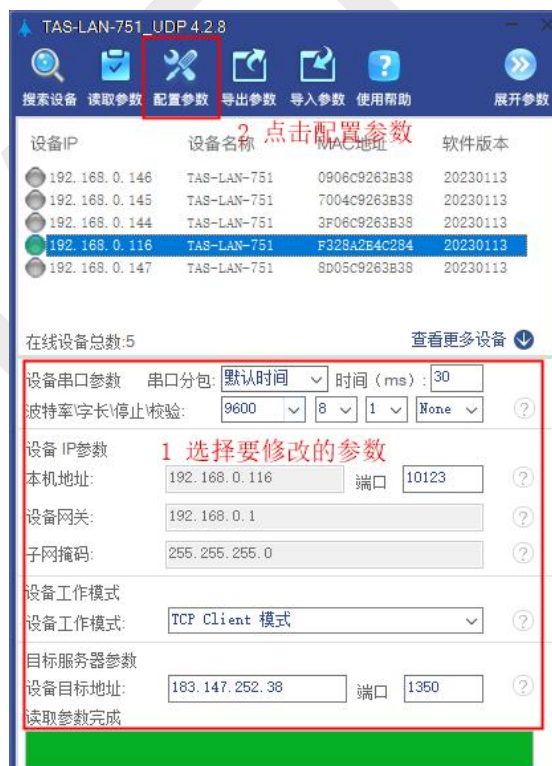 TAS-LAN-751_UDP 4.2.8
搜索设备 读取参数 配置参数 导出参数 导入参数 使用帮助 展开参数
2 点击配置参数
设备IP 设备名称 MAC地址 软件版本
192.168.0.146 TAS-LAN-751 0906C9263B38 20230113
192.168.0.145 TAS-LAN-751 7004C9263B38 20230113
192.168.0.144 TAS-LAN-751 3F06C9263B38 20230113
192.168.0.116 TAS-LAN-751 F328A2B4C284 20230113
192.168.0.147 TAS-LAN-751 8D05C9263B38 20230113
在线设备总数:5 查看更多设备
设备串口参数 串口分包: 默认时间 时间（ms）: 30
波特率\字长\停止\校验: 9600 8 1 None
设备 IP参数
1 选择要修改的参数
本机地址: 192.168.0.116 端口 10123
设备网关: 192.168.0.1
子网掩码: 255.255.255.0
设备工作模式
设备工作模式: TCP Client 模式
目标服务器参数
设备目标地址: 183.147.252.38 端口 1350
读取参数完成